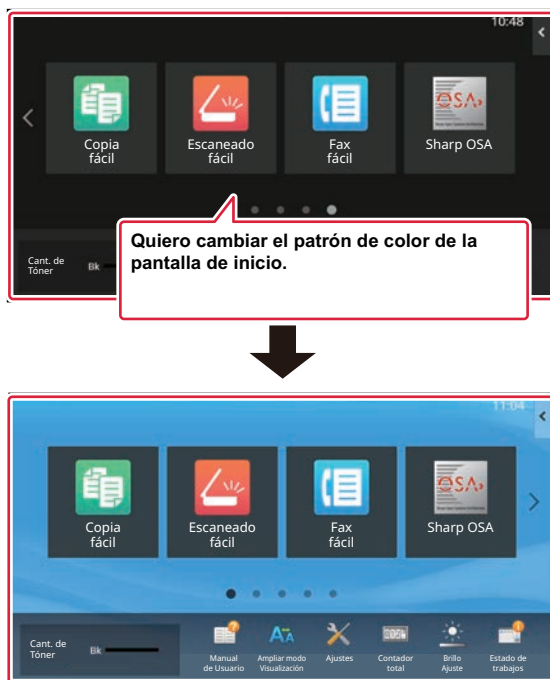 10:48
Copia
fácil
Escaneado
fácil
Fax
fácil
OSA
Sharp OSA
Quiero cambiar el patrón de color de la
pantalla de inicio.
Cant. de
Tóner
Bk
11:04
Copia
fácil
Escaneado
fácil
Fax
fácil
OSA
Sharp OSA
Cant. de
Tóner
Bk
Manual
de Usuario
Ampliar modo
Visualización
Ajustes
Contador
total
Brillo
Ajuste
Estado de
trabajos